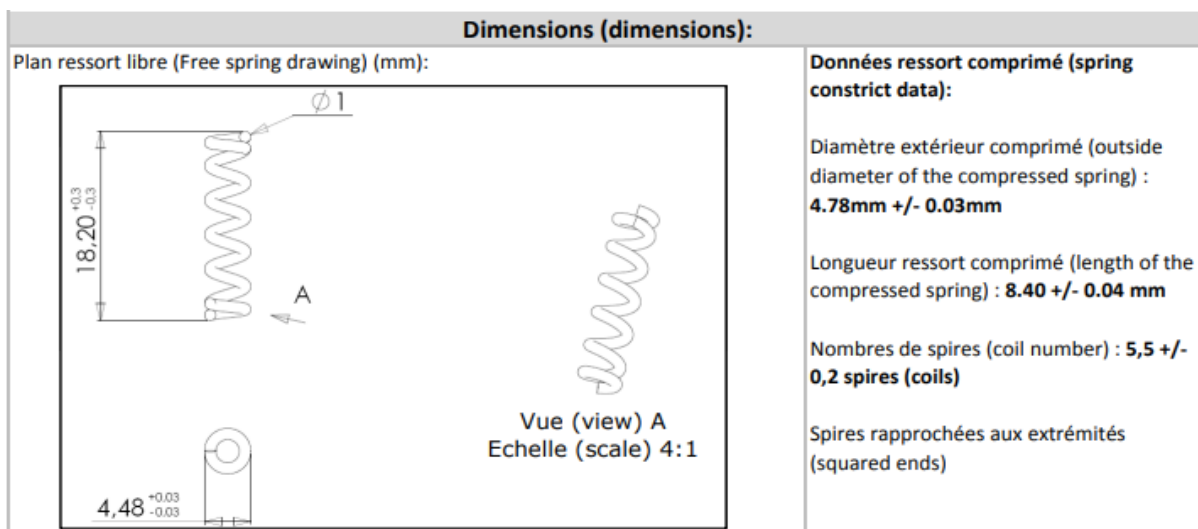 Dimensions (dimensions):
Plan ressort libre (Free spring drawing) (mm):
∅1
18,20 +0.3 -0.3
A
Vue (view) A
Echelle (scale) 4:1
4,48 +0.03 -0.03
Données ressort comprimé (spring
constrict data):
Diamètre extérieur comprimé (outside
diameter of the compressed spring) :
4.78mm +/- 0.03mm
Longueur ressort comprimé (length of the
compressed spring) : 8.40 +/- 0.04 mm
Nombres de spires (coil number) : 5,5 +/-
0,2 spires (coils)
Spires rapprochées aux extrémités
(squared ends)